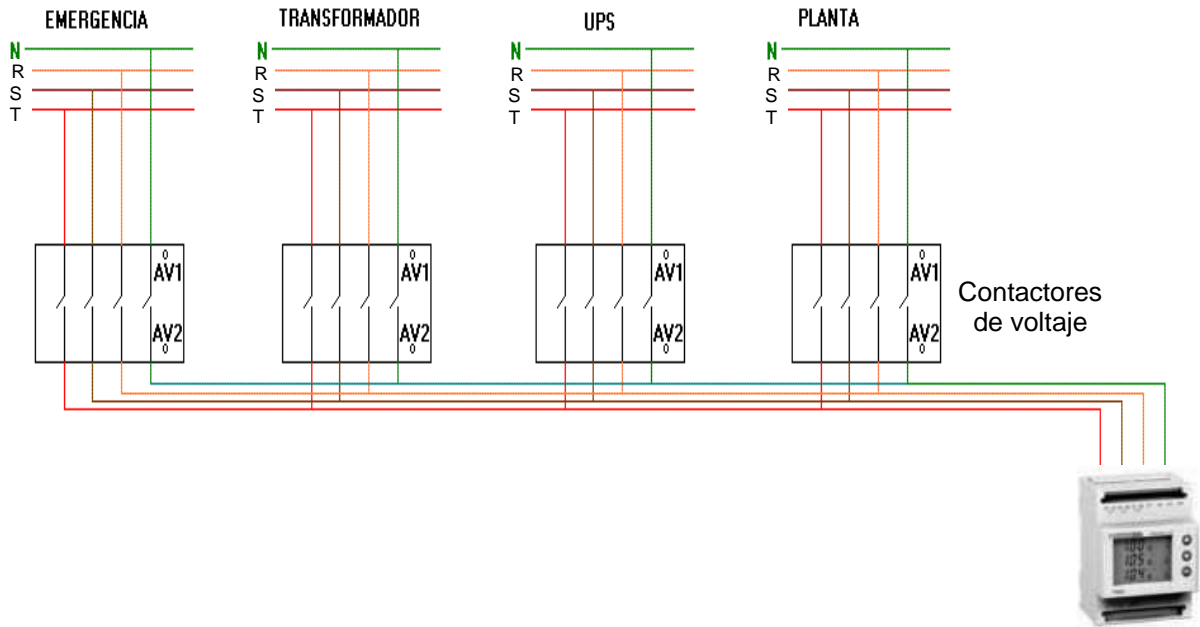 EMERGENCIA
TRANSFORMADOR
UPS
PLANTA
N
R
S
T
N
R
S
T
N
R
S
T
N
R
S
T
AV1
AV2
AV1
AV2
AV1
AV2
AV1
AV2
Contactores
de voltaje